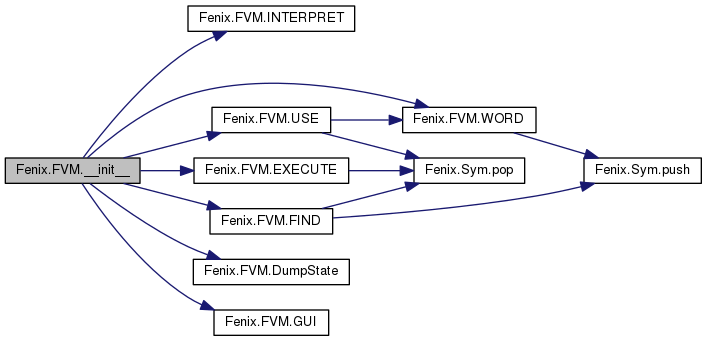 Fenix.FVM.INTERPRET
Fenix.FVM.USE
Fenix.FVM.WORD
Fenix.FVM.__init__
Fenix.FVM.EXECUTE
Fenix.Sym.pop
Fenix.Sym.push
Fenix.FVM.FIND
Fenix.FVM.DumpState
Fenix.FVM.GUI